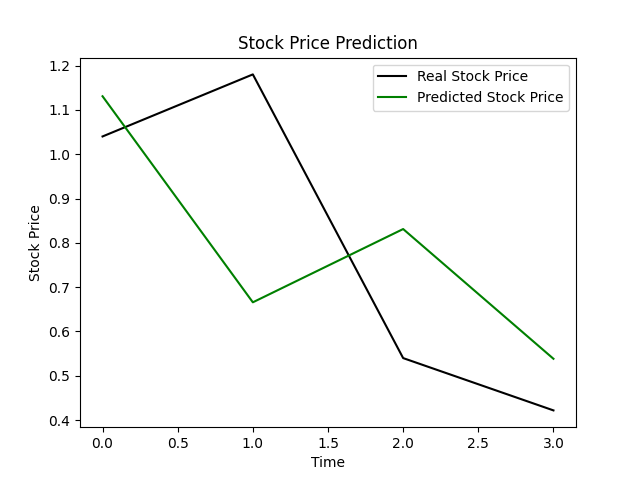 Stock Price Prediction
Real Stock Price
Predicted Stock Price
Stock Price
1.2
1.1
1.0
0.9
0.8
0.7
0.6
0.5
0.4
0.0 0.5 1.0 1.5 2.0 2.5 3.0
Time